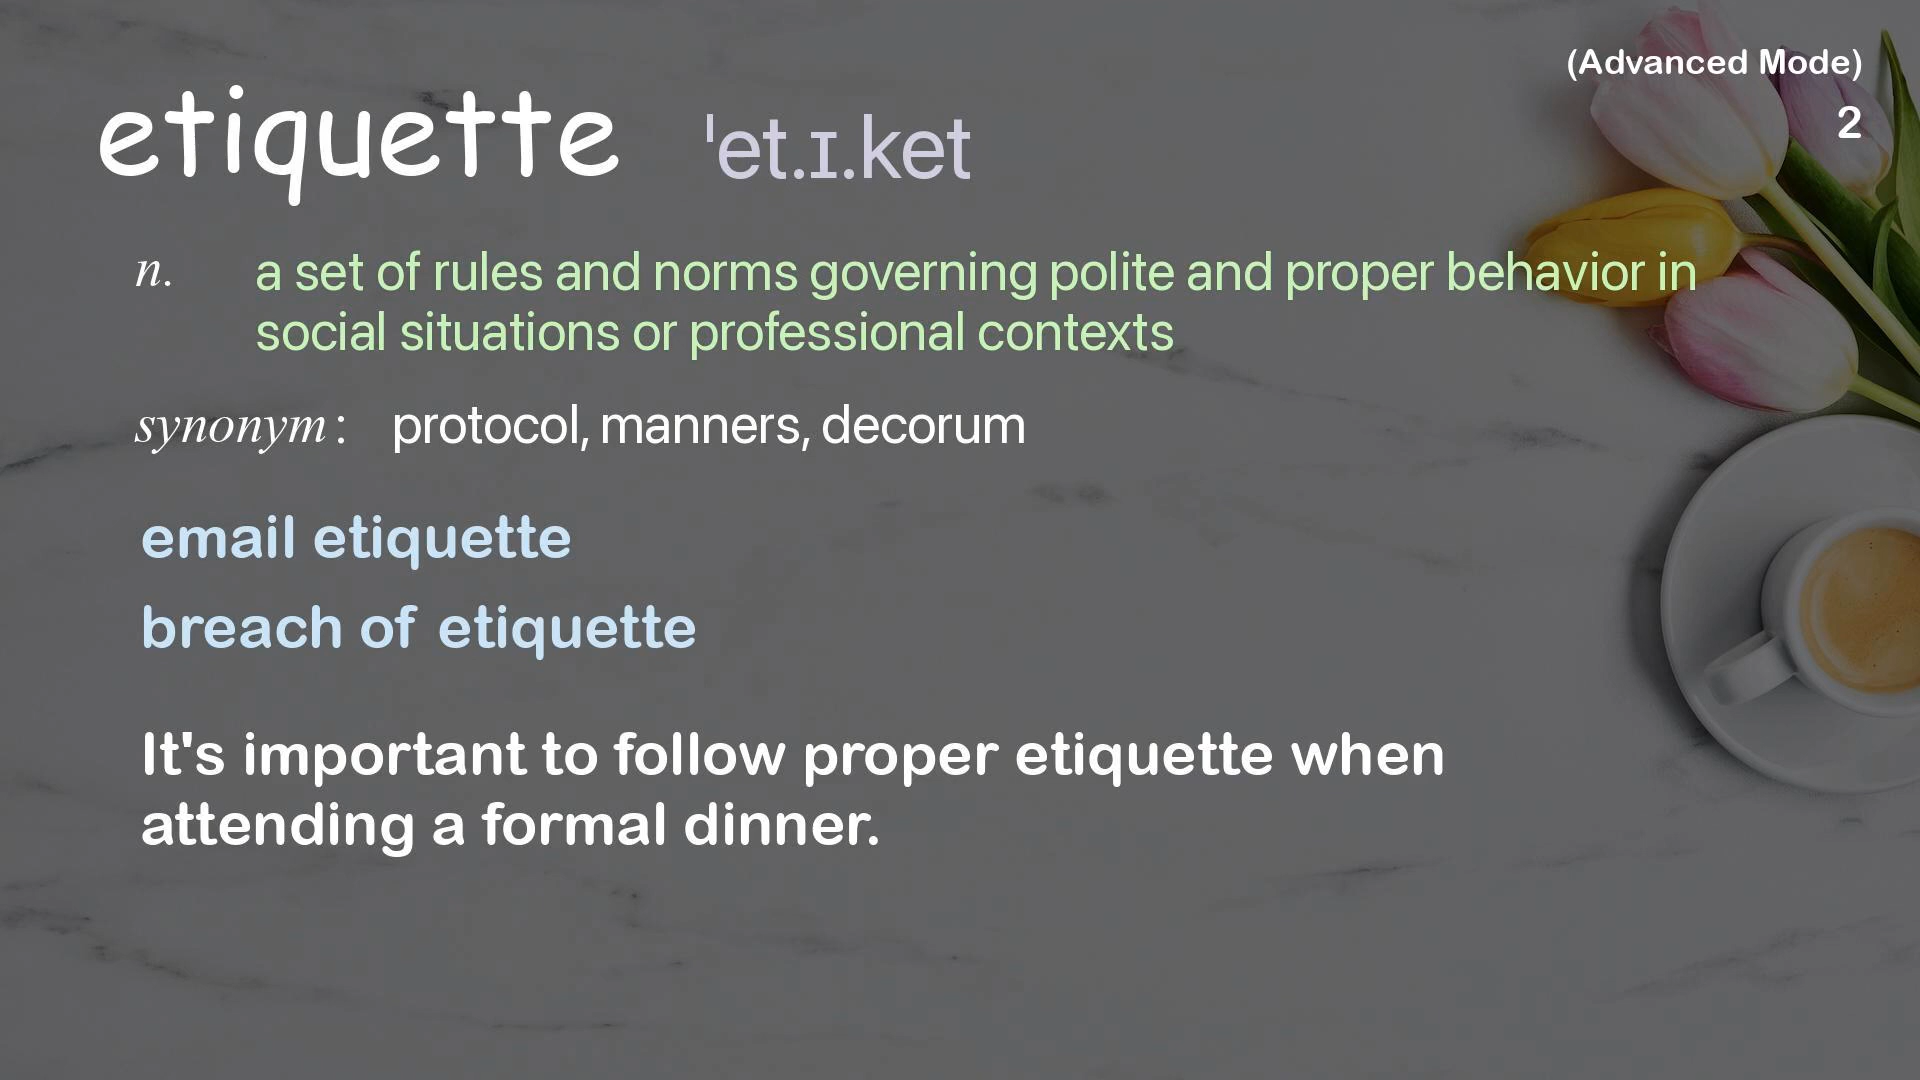 (Advanced Mode)
2
etiquette ˈet.ɪ.ket
n. a set of rules and norms governing polite and proper behavior in
social situations or professional contexts
synonym: protocol, manners, decorum
email etiquette
breach of etiquette
It's important to follow proper etiquette when
attending a formal dinner.